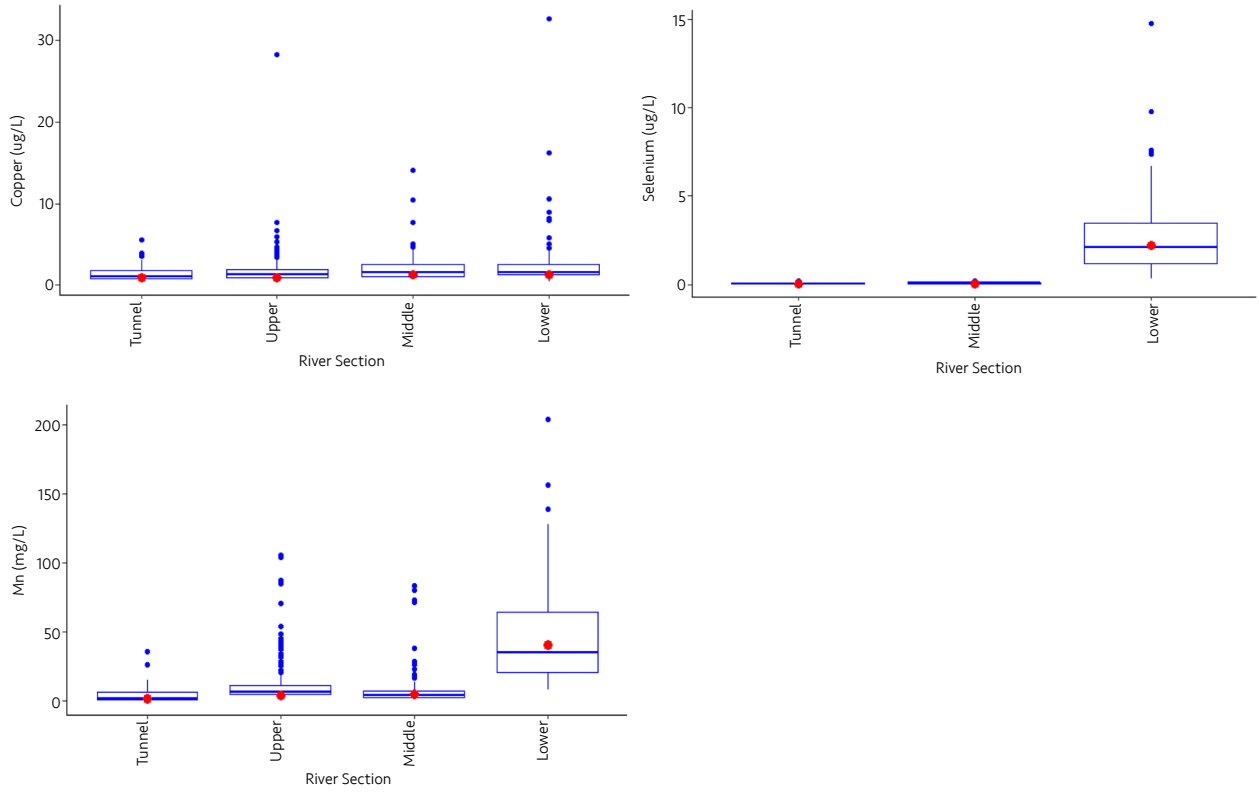 Copper (ug/L)
30
20
10
0
Tunnel
Upper
Middle
Lower
River Section
Selenium (ug/L)
15
10
5
0
Tunnel
Middle
Lower
River Section
Mn (mg/L)
200
150
100
50
0
Tunnel
Upper
Middle
Lower
River Section